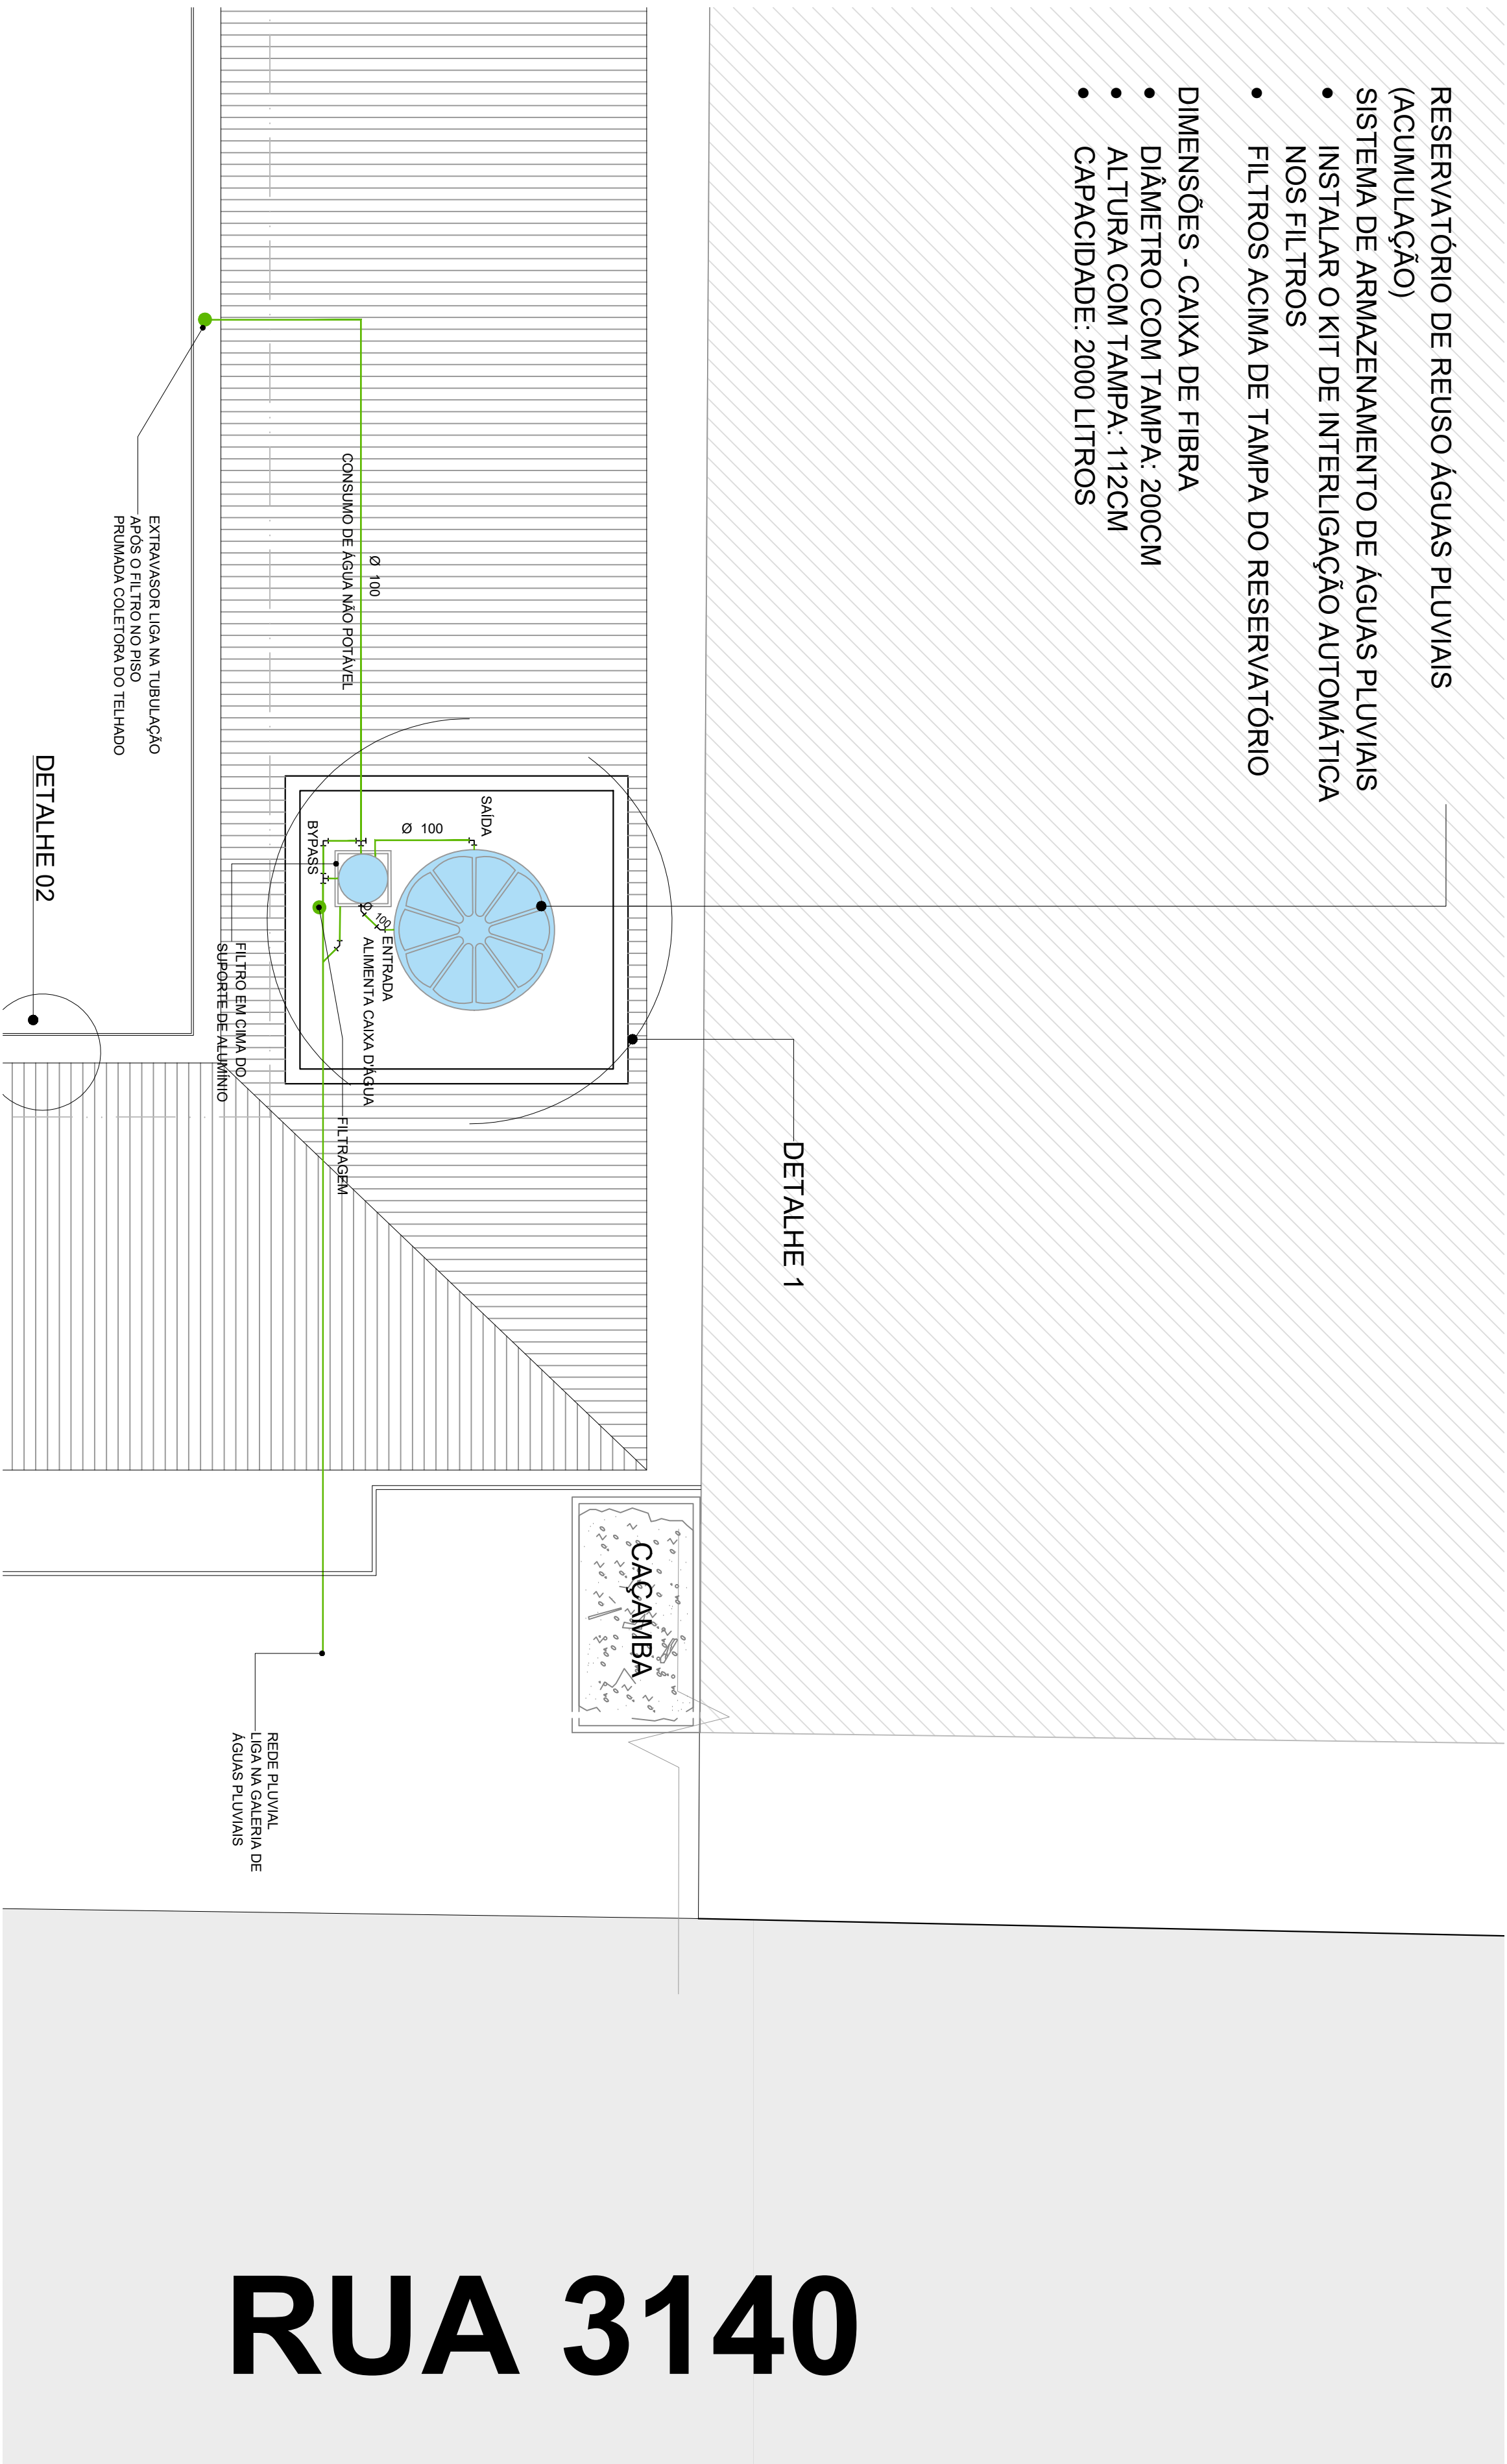 RESERVATÓRIO DE REUSO ÁGUAS PLUVIAIS
(ACUMULAÇÃO)
SISTEMA DE ARMAZENAMENTO DE ÁGUAS PLUVIAIS
• INSTALAR O KIT DE INTERLIGAÇÃO AUTOMÁTICA
NOS FILTROS
• FILTROS ACIMA DE TAMPA DO RESERVATÓRIO
DIMENSÕES - CAIXA DE FIBRA
• DIÂMETRO COM TAMPA: 200CM
• ALTURA COM TAMPA: 112CM
• CAPACIDADE: 2000 LITROS
DETALHE 1
CAÇAMBA
SAÍDA
Ø 100
Ø 100
CONSUMO DE ÁGUA NÃO POTÁVEL
BYPASS
Ø 100
ENTRADA
ALIMENTA CAIXA D'ÁGUA
FILTRAGEM
FILTRO EM CIMA DO
SUPORTE DE ALUMÍNIO
REDE PLUVIAL
LIGA NA GALERIA DE
ÁGUAS PLUVIAIS
EXTRAVASOR LIGA NA TUBULAÇÃO
APÓS O FILTRO NO PISO
PRUMADA COLETORA DO TELHADO
DETALHE 02
RUA 3140